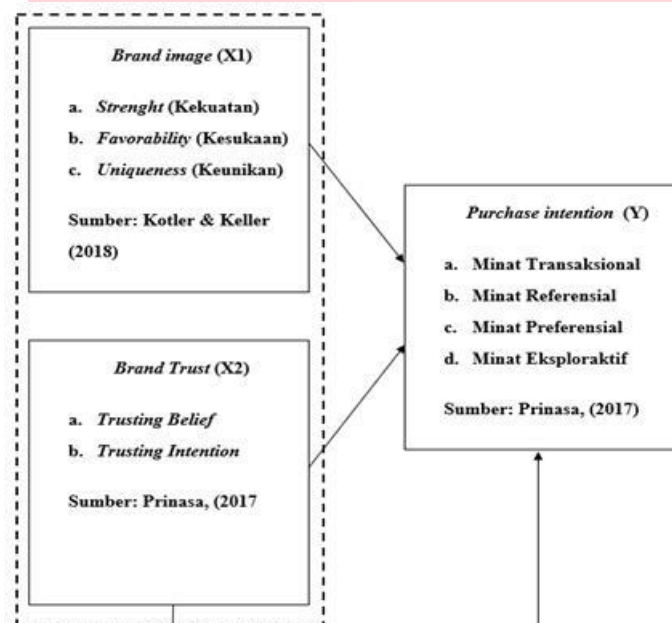 Brand image (X1)
a. Strenght (Kekuatan)
b. Favorability (Kesukaan)
c. Uniqueness (Keunikan)
Sumber: Kotler & Keller
(2018)
Brand Trust (X2)
a. Trusting Belief
b. Trusting Intention
Sumber: Prinasa, (2017
Purchase intention (Y)
a. Minat Transaksional
b. Minat Referensial
c. Minat Preferensial
d. Minat Eksploraktif
Sumber: Prinasa, (2017)